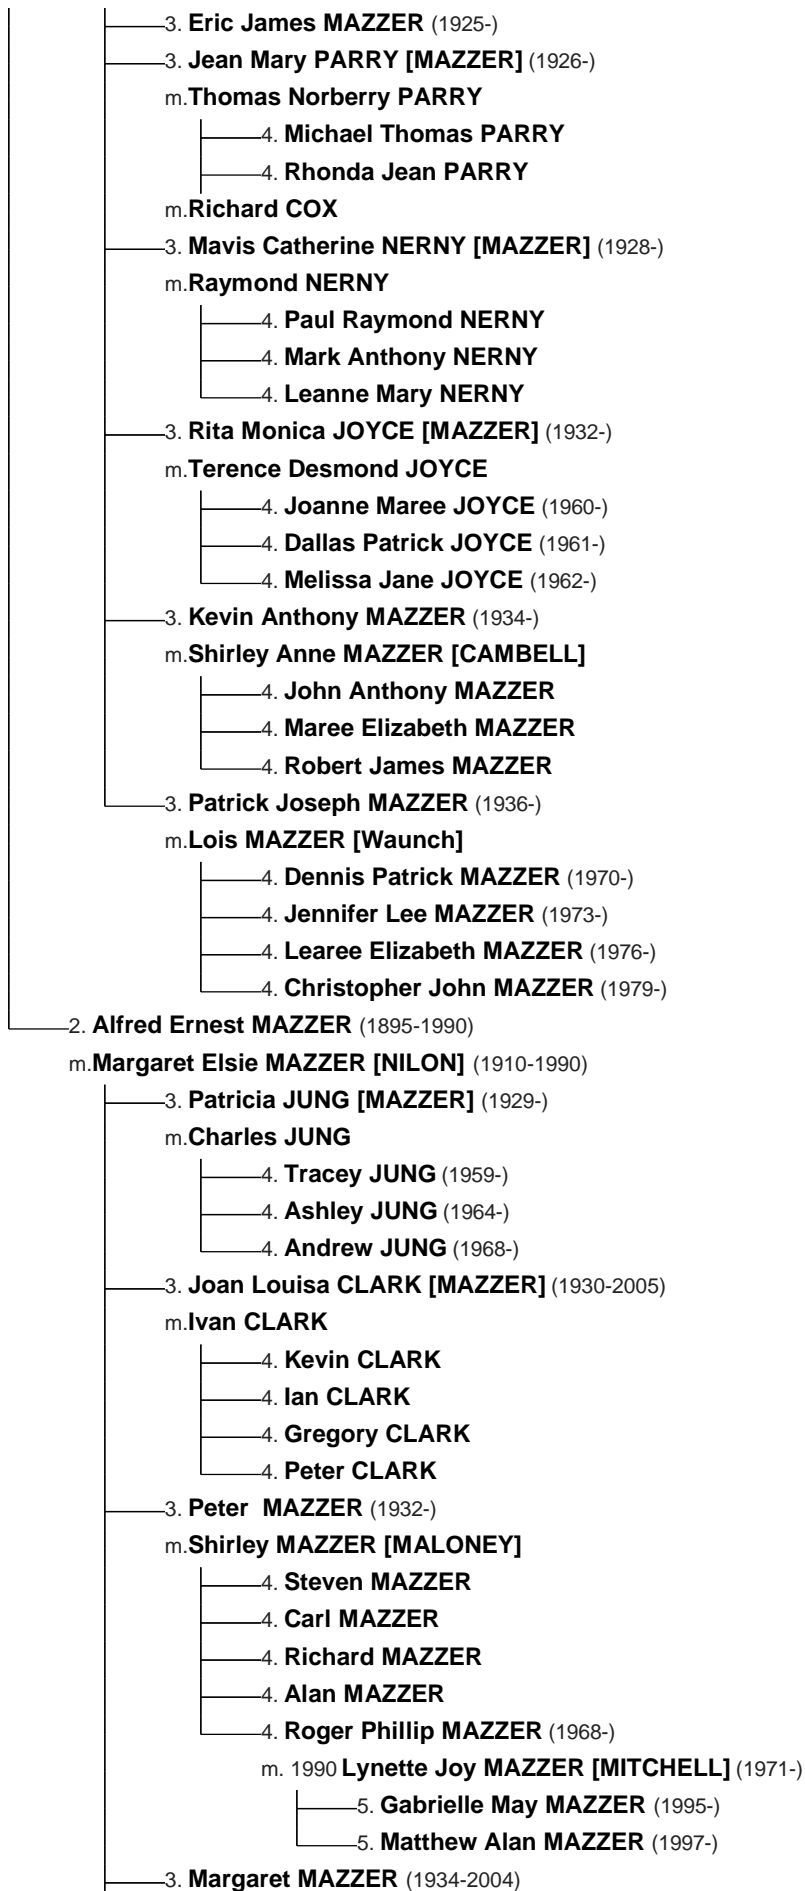 3. Eric James MAZZER (1925-)
3. Jean Mary PARRY [MAZZER] (1926-)
m.Thomas Norberry PARRY
4. Michael Thomas PARRY
4. Rhonda Jean PARRY
m.Richard COX
3. Mavis Catherine NERNY [MAZZER] (1928-)
m.Raymond NERNY
4. Paul Raymond NERNY
4. Mark Anthony NERNY
4. Leanne Mary NERNY
3. Rita Monica JOYCE [MAZZER] (1932-)
m.Terence Desmond JOYCE
4. Joanne Maree JOYCE (1960-)
4. Dallas Patrick JOYCE (1961-)
4. Melissa Jane JOYCE (1962-)
3. Kevin Anthony MAZZER (1934-)
m.Shirley Anne MAZZER [CAMBELL]
4. John Anthony MAZZER
4. Maree Elizabeth MAZZER
4. Robert James MAZZER
3. Patrick Joseph MAZZER (1936-)
m.Lois MAZZER [Waunch]
4. Dennis Patrick MAZZER (1970-)
4. Jennifer Lee MAZZER (1973-)
4. Learee Elizabeth MAZZER (1976-)
4. Christopher John MAZZER (1979-)
2. Alfred Ernest MAZZER (1895-1990)
m.Margaret Elsie MAZZER [NILON] (1910-1990)
3. Patricia JUNG [MAZZER] (1929-)
m.Charles JUNG
4. Tracey JUNG (1959-)
4. Ashley JUNG (1964-)
4. Andrew JUNG (1968-)
3. Joan Louisa CLARK [MAZZER] (1930-2005)
m.Ivan CLARK
4. Kevin CLARK
4. Ian CLARK
4. Gregory CLARK
4. Peter CLARK
3. Peter MAZZER (1932-)
m.Shirley MAZZER [MALONEY]
4. Steven MAZZER
4. Carl MAZZER
4. Richard MAZZER
4. Alan MAZZER
4. Roger Phillip MAZZER (1968-)
m. 1990 Lynette Joy MAZZER [MITCHELL] (1971-)
5. Gabrielle May MAZZER (1995-)
5. Matthew Alan MAZZER (1997-)
3. Margaret MAZZER (1934-2004)